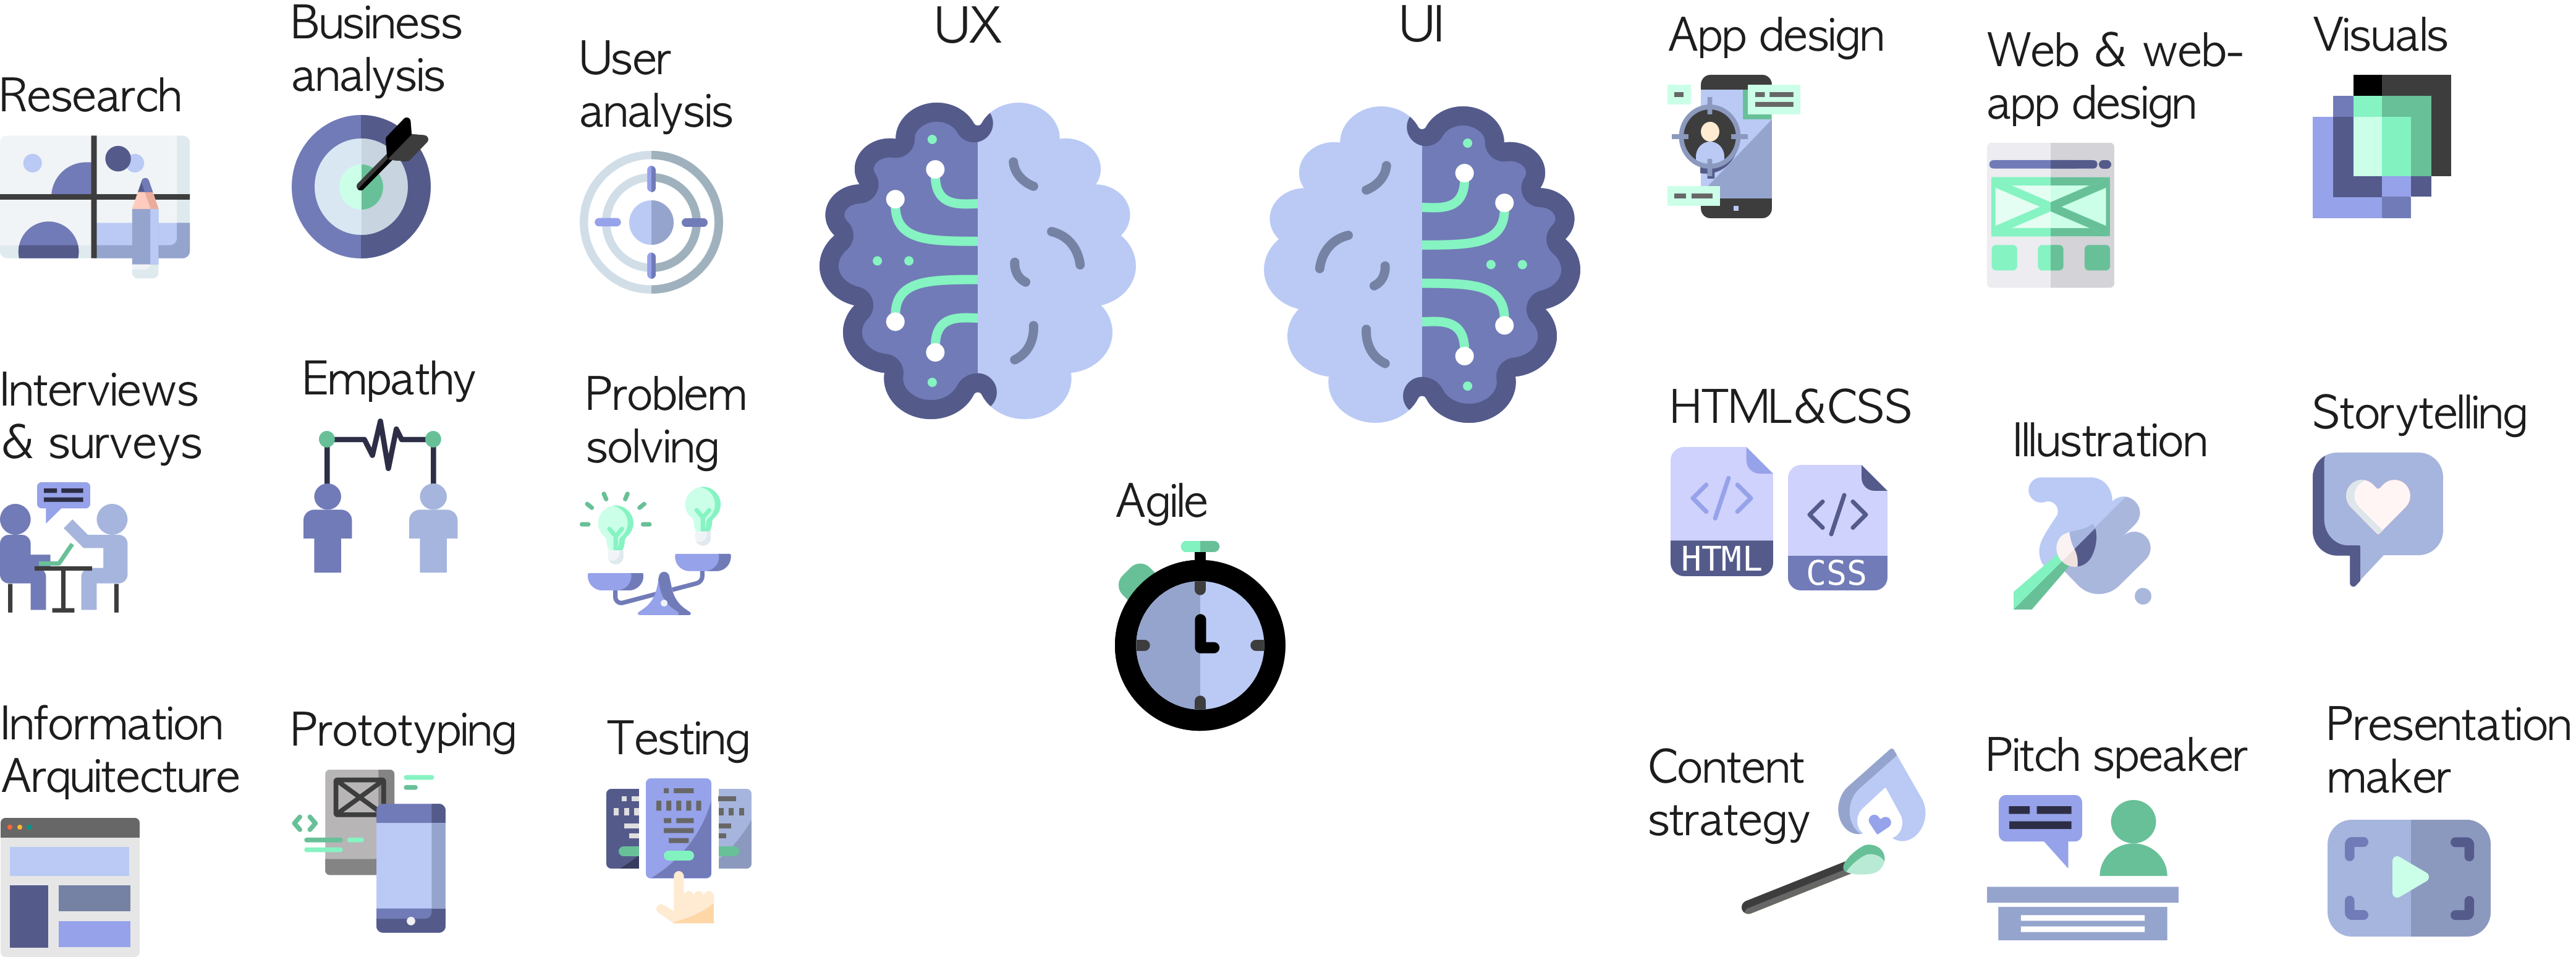 Research
Business
analysis
User
analysis
UX
UI
App design
Web & web-
app design
Visuals
Interviews
& surveys
Empathy
Problem
solving
Agile
HTML&CSS
HTML
CSS
Illustration
Storytelling
Information
Arquitecture
Prototyping
Testing
Content
strategy
Pitch speaker
Presentation
maker